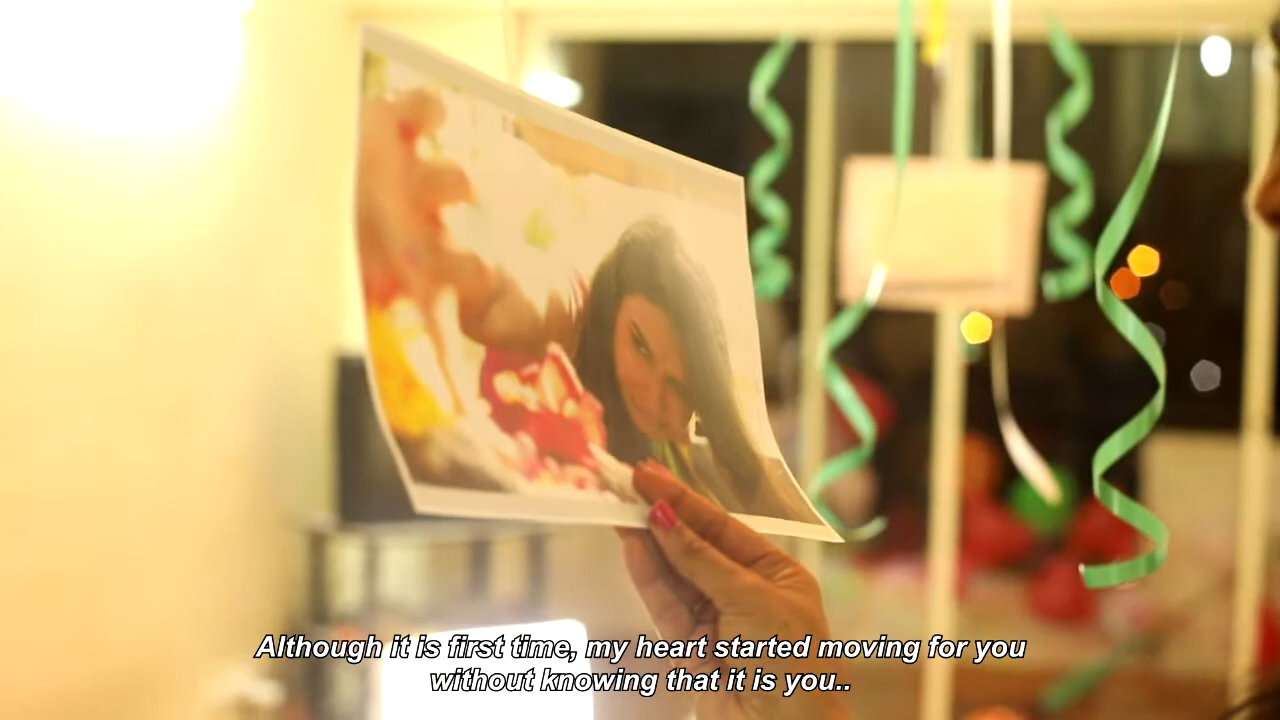 Although it is first time, my heart started moving for you
without knowing that it is you..